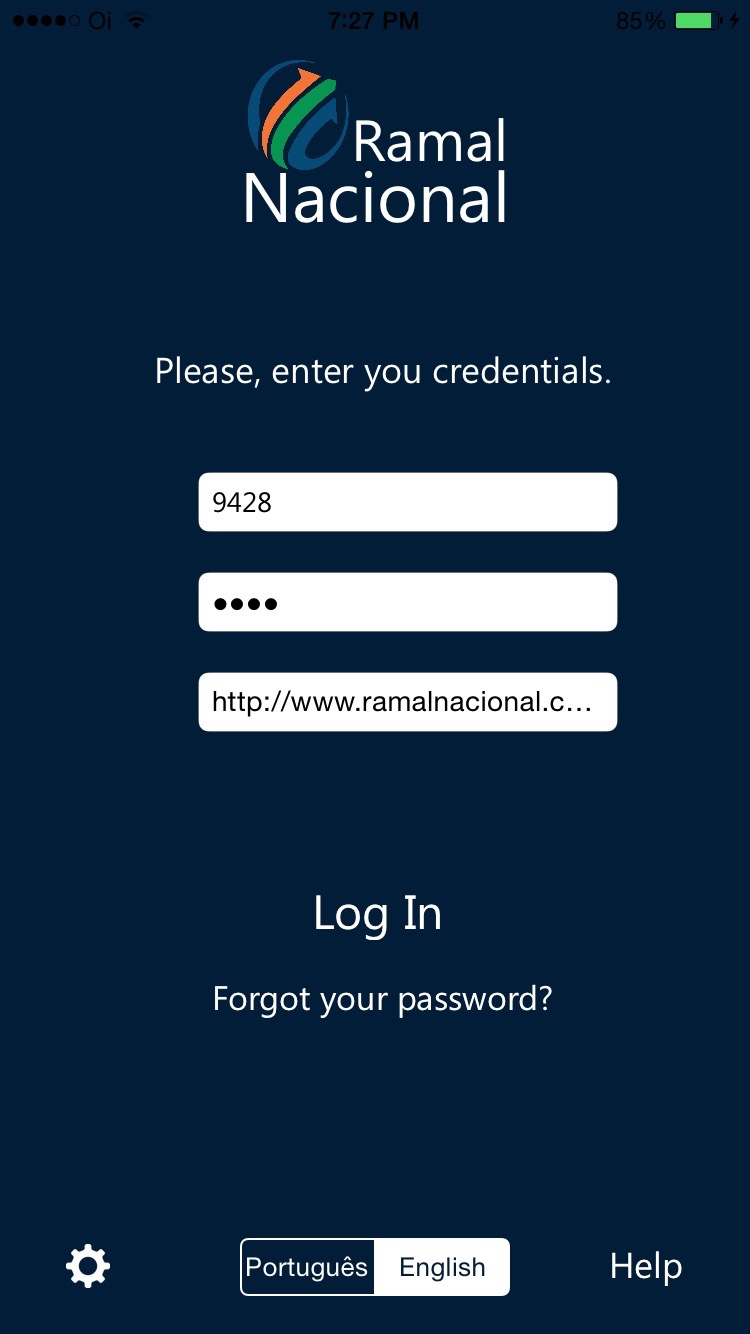 Oi 7:27 PM 85%
Ramal
Nacional
Please, enter you credentials.
9428
••••
http://www.ramalnacional.c...
Log In
Forgot your password?
Português English Help